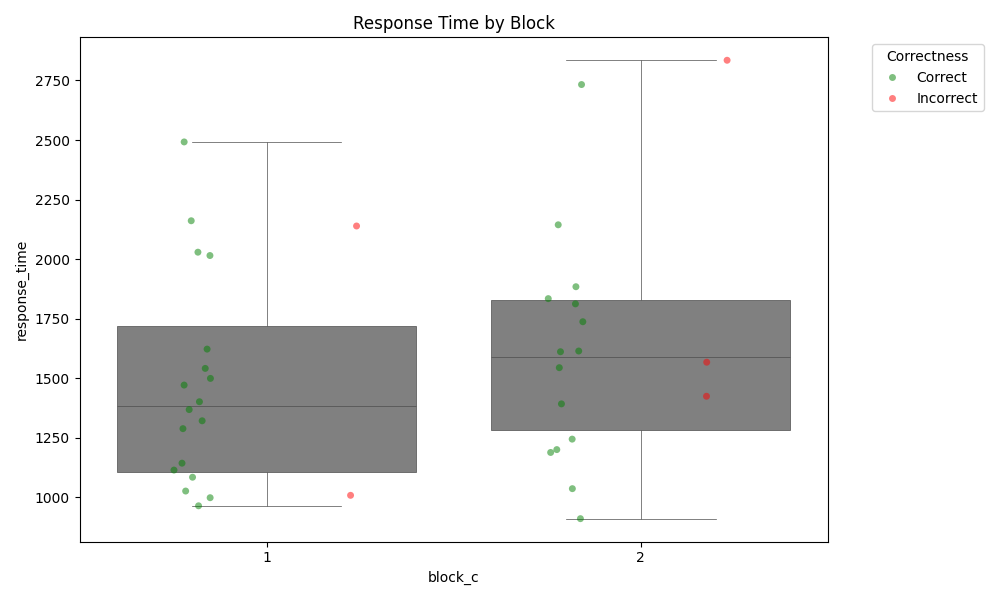 Response Time by Block
Correctness
Correct
Incorrect
response_time
2750
2500
2250
2000
1750
1500
1250
1000
1
2
block_c